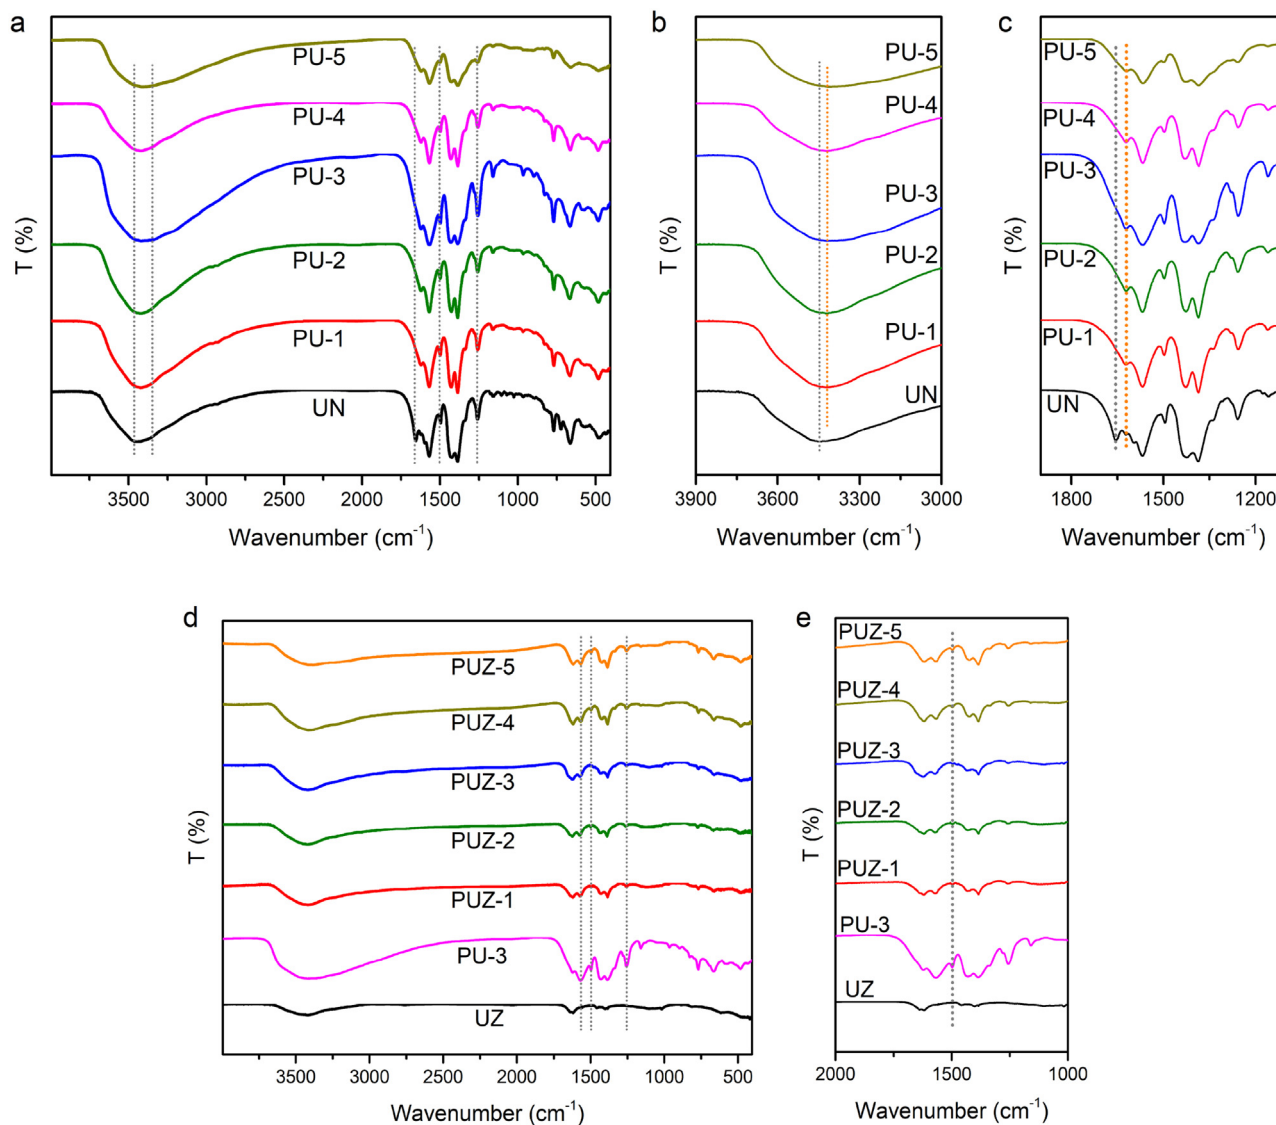 a
PU-5
PU-4
PU-3
PU-2
PU-1
UN
T (%)
3500 3000 2500 2000 1500 1000 500
Wavenumber (cm-1)
b
PU-5
PU-4
PU-3
PU-2
PU-1
UN
T (%)
3900 3600 3300 3000
Wavenumber (cm-1)
c
PU-5
PU-4
PU-3
PU-2
PU-1
UN
T (%)
1800 1500 1200
Wavenumber (cm-1)
d
PUZ-5
PUZ-4
PUZ-3
PUZ-2
PUZ-1
PU-3
UZ
T (%)
3500 3000 2500 2000 1500 1000 500
Wavenumber (cm-1)
e
PUZ-5
PUZ-4
PUZ-3
PUZ-2
PUZ-1
PU-3
UZ
T (%)
2000 1500 1000
Wavenumber (cm-1)